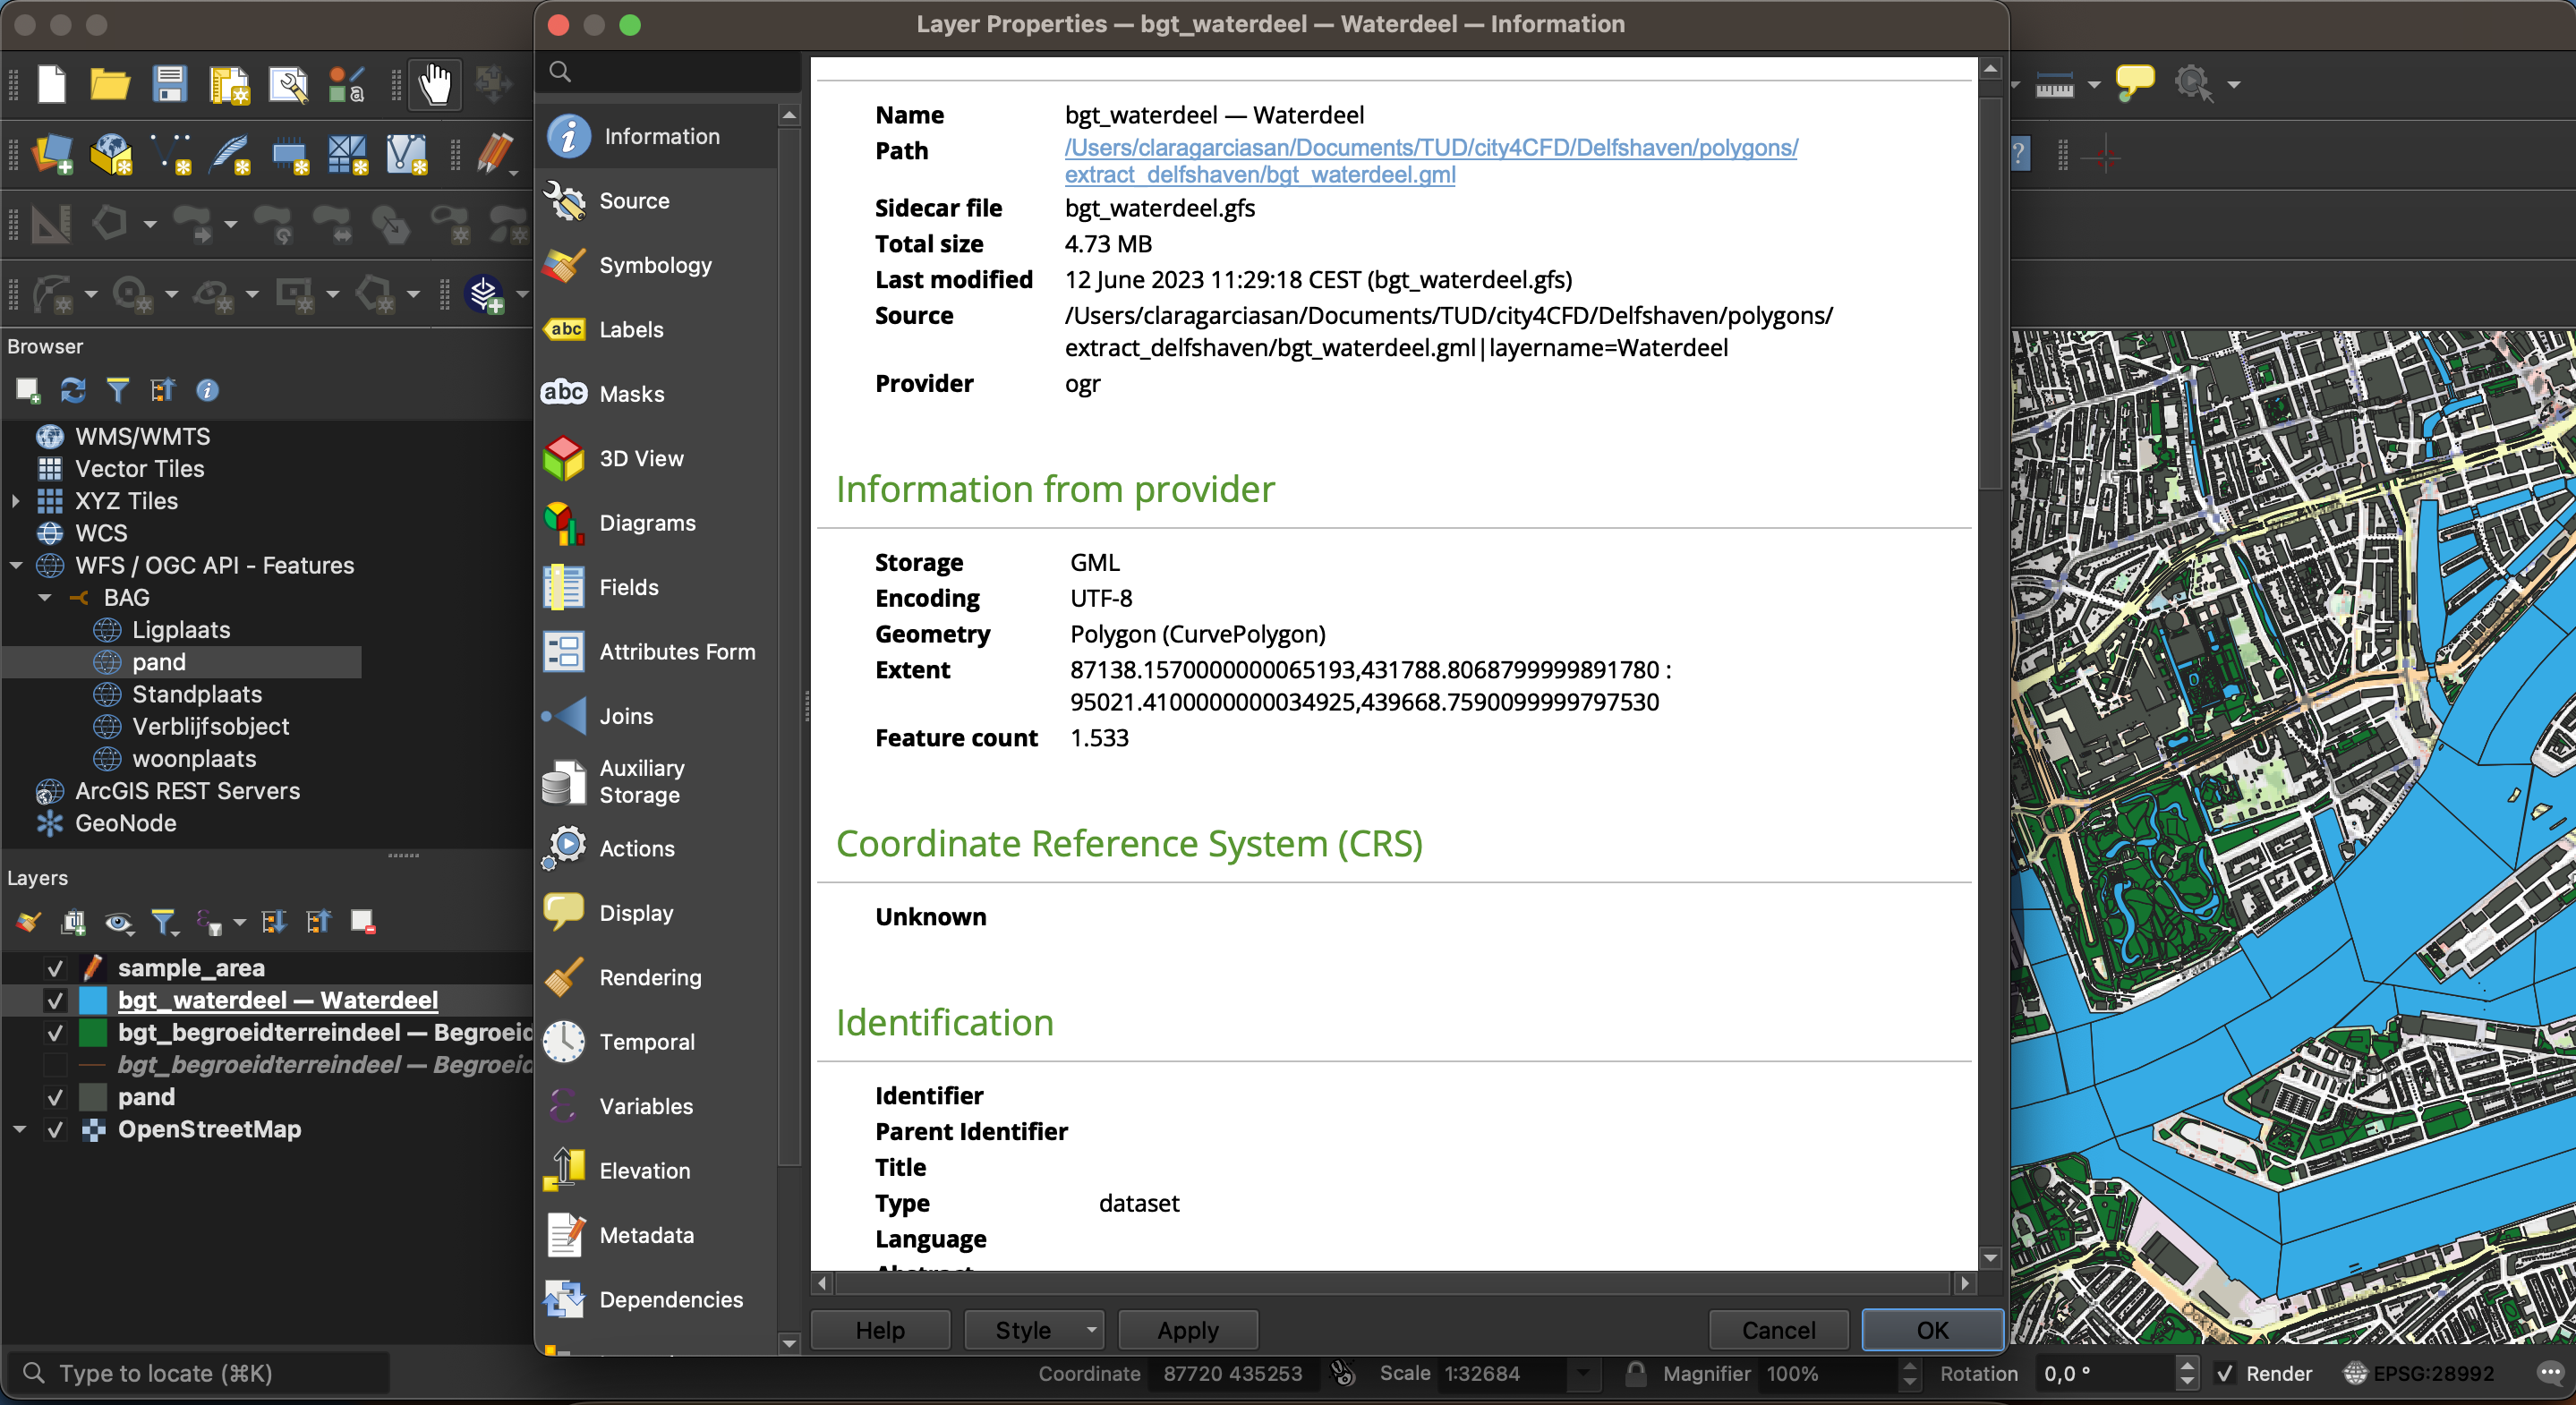 Layer Properties — bgt_waterdeel — Waterdeel — Information
Browser
WMS/WMTS
Vector Tiles
XYZ Tiles
WCS
WFS / OGC API - Features
BAG
Ligplaats
pand
Standplaats
Verblijfsobject
woonplaats
ArcGIS REST Servers
GeoNode
Layers
sample_area
bgt_waterdeel — Waterdeel
bgt_begroeidterreindeel — Begroeid
bgt_begroeidterreindeel — Begroeid
pand
OpenStreetMap
Information
Source
Symbology
abc Labels
abc Masks
3D View
Diagrams
Fields
Attributes Form
Joins
Auxiliary
Storage
Actions
Display
Rendering
Temporal
Variables
Elevation
Metadata
Dependencies
Name bgt_waterdeel — Waterdeel
Path /Users/claragarciasan/Documents/TUD/city4CFD/Delfshaven/polygons/
extract_delfshaven/bgt_waterdeel.gml
Sidecar file bgt_waterdeel.gfs
Total size 4.73 MB
Last modified 12 June 2023 11:29:18 CEST (bgt_waterdeel.gfs)
Source /Users/claragarciasan/Documents/TUD/city4CFD/Delfshaven/polygons/
extract_delfshaven/bgt_waterdeel.gml|layername=Waterdeel
Provider ogr
Information from provider
Storage GML
Encoding UTF-8
Geometry Polygon (CurvePolygon)
Extent 87138.1570000000065193,431788.8068799999891780 :
95021.4100000000034925,439668.7590099999797530
Feature count 1.533
Coordinate Reference System (CRS)
Unknown
Identification
Identifier
Parent Identifier
Title
Type dataset
Language
Help Style Apply Cancel OK
Type to locate (⌘K) Coordinate 87720 435253 Scale 1:32684 Magnifier 100% Rotation 0,0 ° Render EPSG:28992